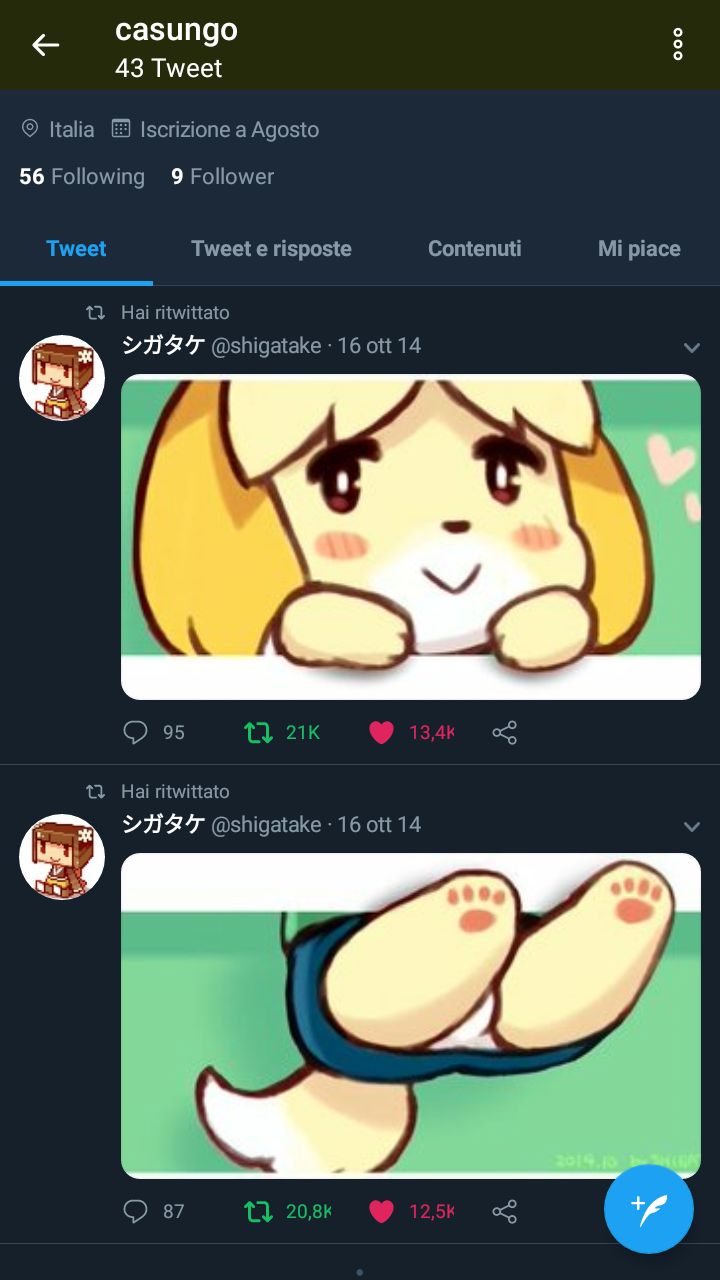 casungo
43 Tweet
Italia Iscrizione a Agosto
56 Following 9 Follower
Tweet Tweet e risposte Contenuti Mi piace
Hai ritwittato
シガタケ @shigatake · 16 ott 14
95 21K 13,4K
Hai ritwittato
シガタケ @shigatake · 16 ott 14
2014.10 by
87 20,8K 12,5K